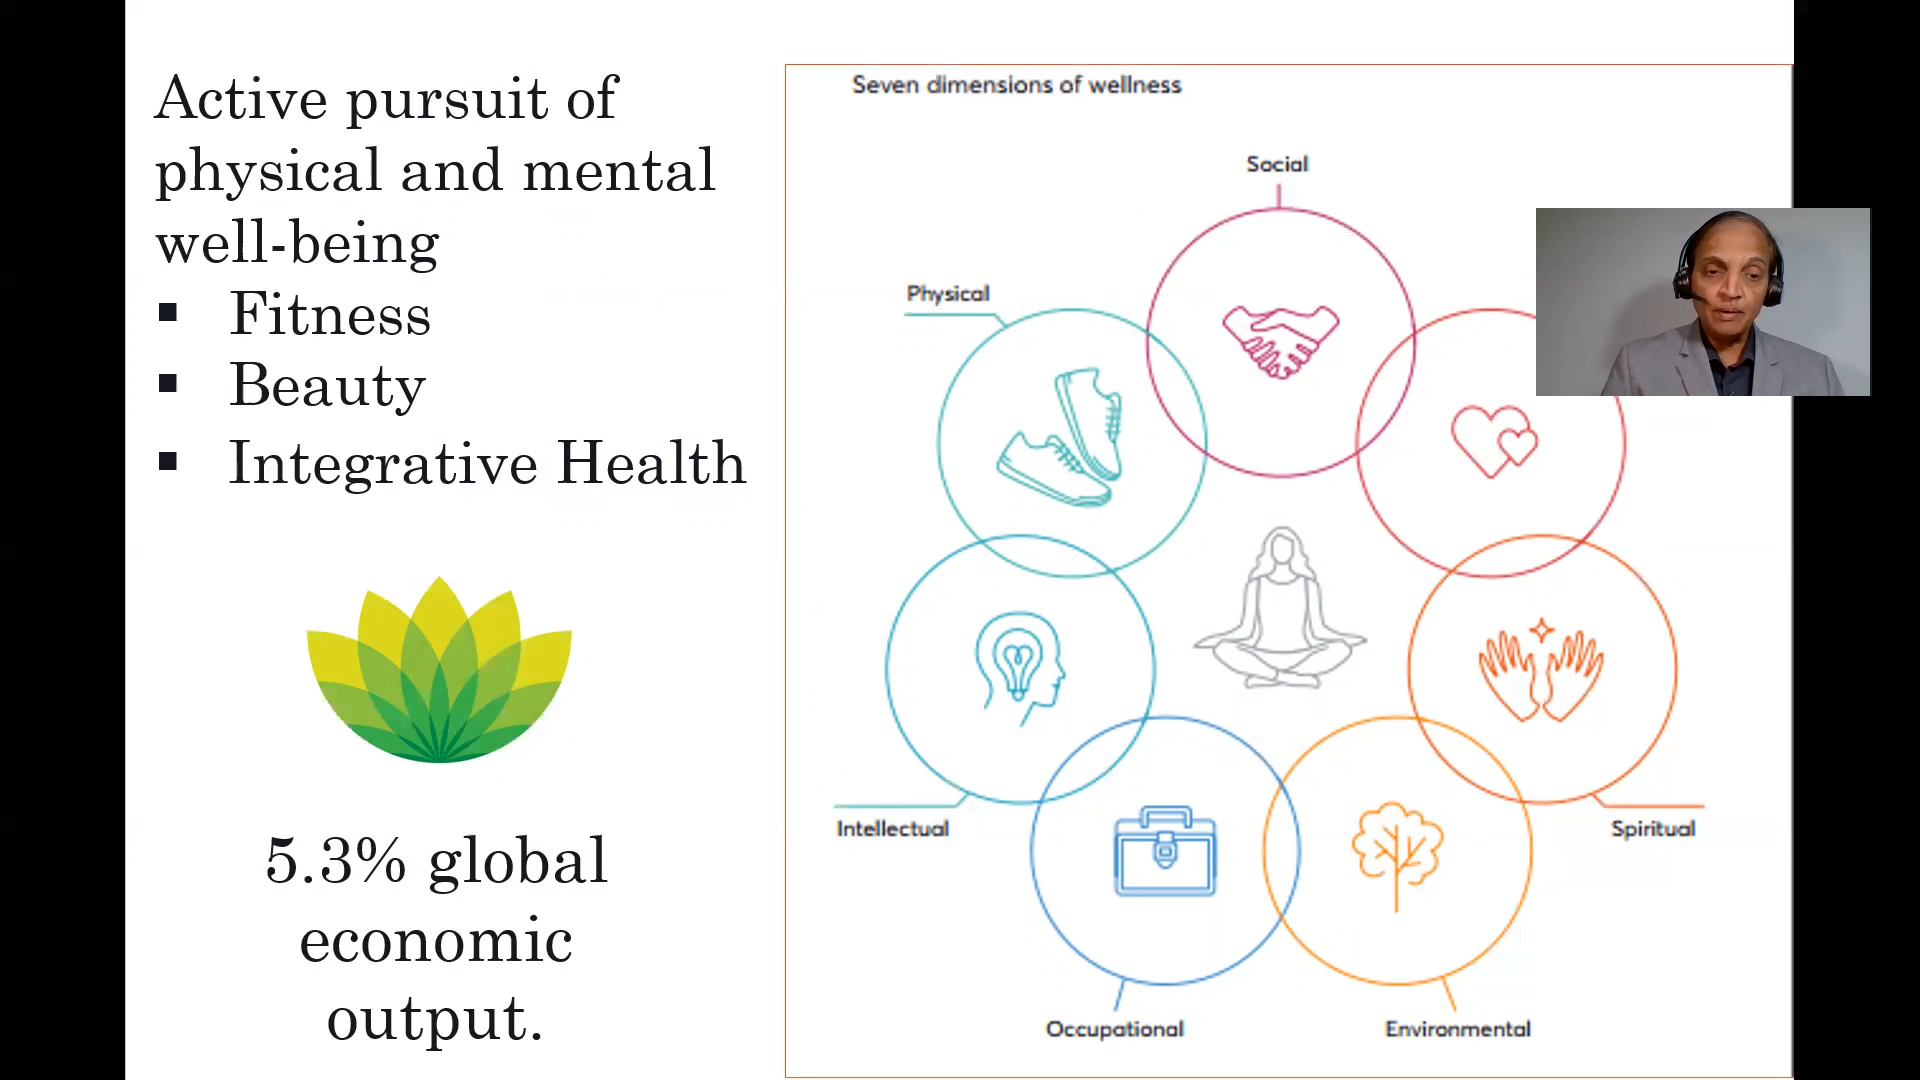 Active pursuit of
physical and mental
well-being
▪ Fitness
▪ Beauty
▪ Integrative Health
5.3% global
economic
output.
Seven dimensions of wellness
Social
Physical
Intellectual
Spiritual
Occupational
Environmental